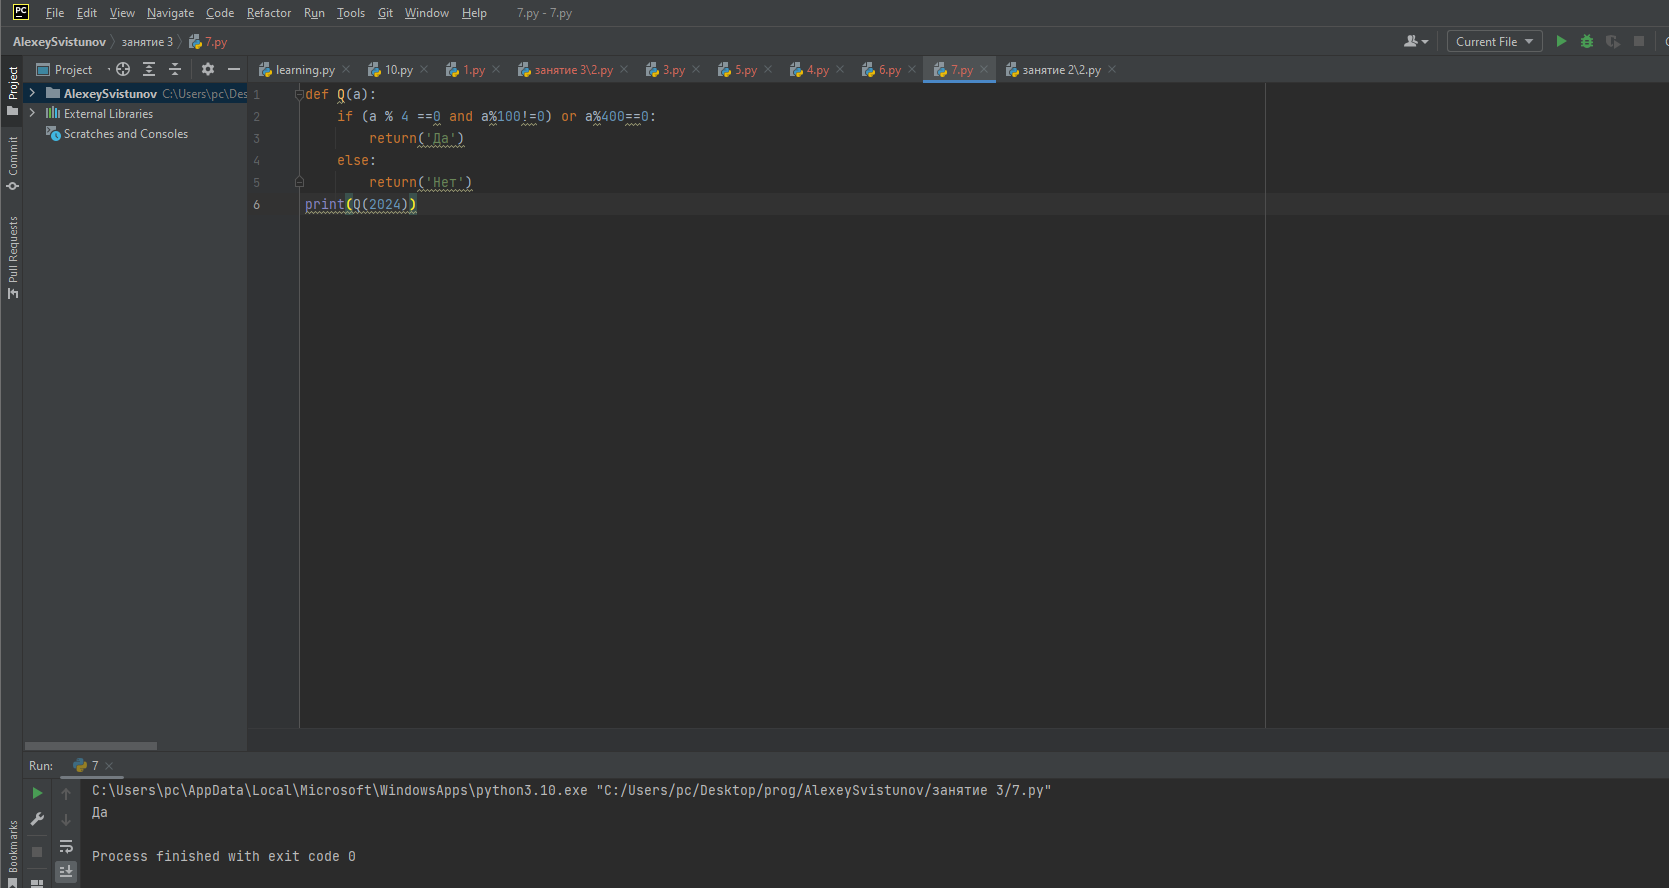 PC File Edit View Navigate Code Refactor Run Tools Git Window Help 7.py - 7.py
AlexeySvistunov занятие 3 7.py
Current File
Project
learning.py 10.py 1.py занятие 3\2.py 3.py 5.py 4.py 6.py 7.py занятие 2\2.py
Project
Commit
Pull Requests
Bookmarks
AlexeySvistunov C:\Users\pc\Des
External Libraries
Scratches and Consoles
1 def Q(a):
2 if (a % 4 ==0 and a%100!=0) or a%400==0:
3 return('Да')
4 else:
5 return('Нет')
6 print(Q(2024))
Run: 7
C:\Users\pc\AppData\Local\Microsoft\WindowsApps\python3.10.exe "C:/Users/pc/Desktop/prog/AlexeySvistunov/занятие 3/7.py"
Да
Process finished with exit code 0